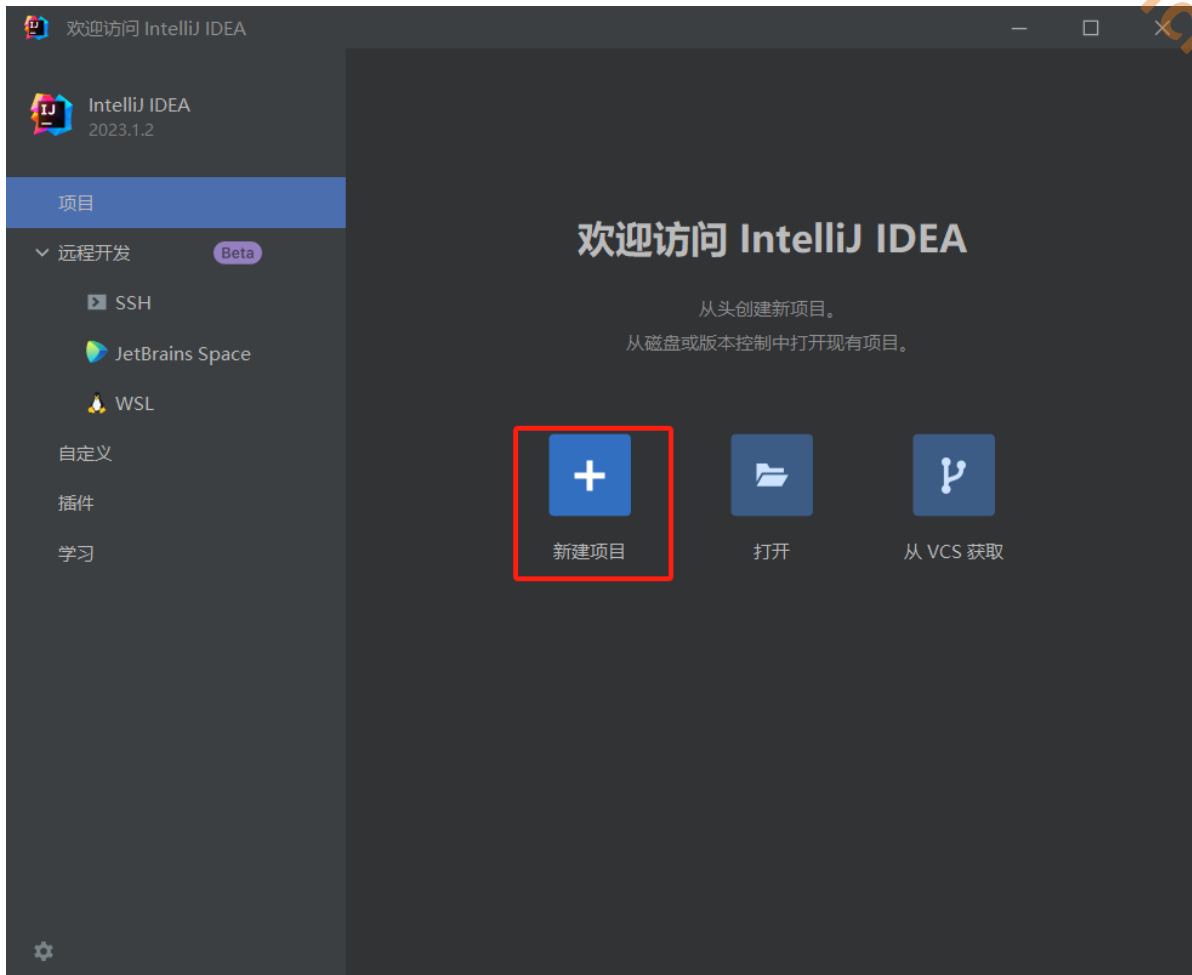 欢迎访问 IntelliJ IDEA
IntelliJ IDEA
2023.1.2
项目
远程开发 Beta
SSH
JetBrains Space
WSL
自定义
插件
学习
欢迎访问 IntelliJ IDEA
从头创建新项目。
从磁盘或版本控制中打开现有项目。
新建项目 打开 从 VCS 获取